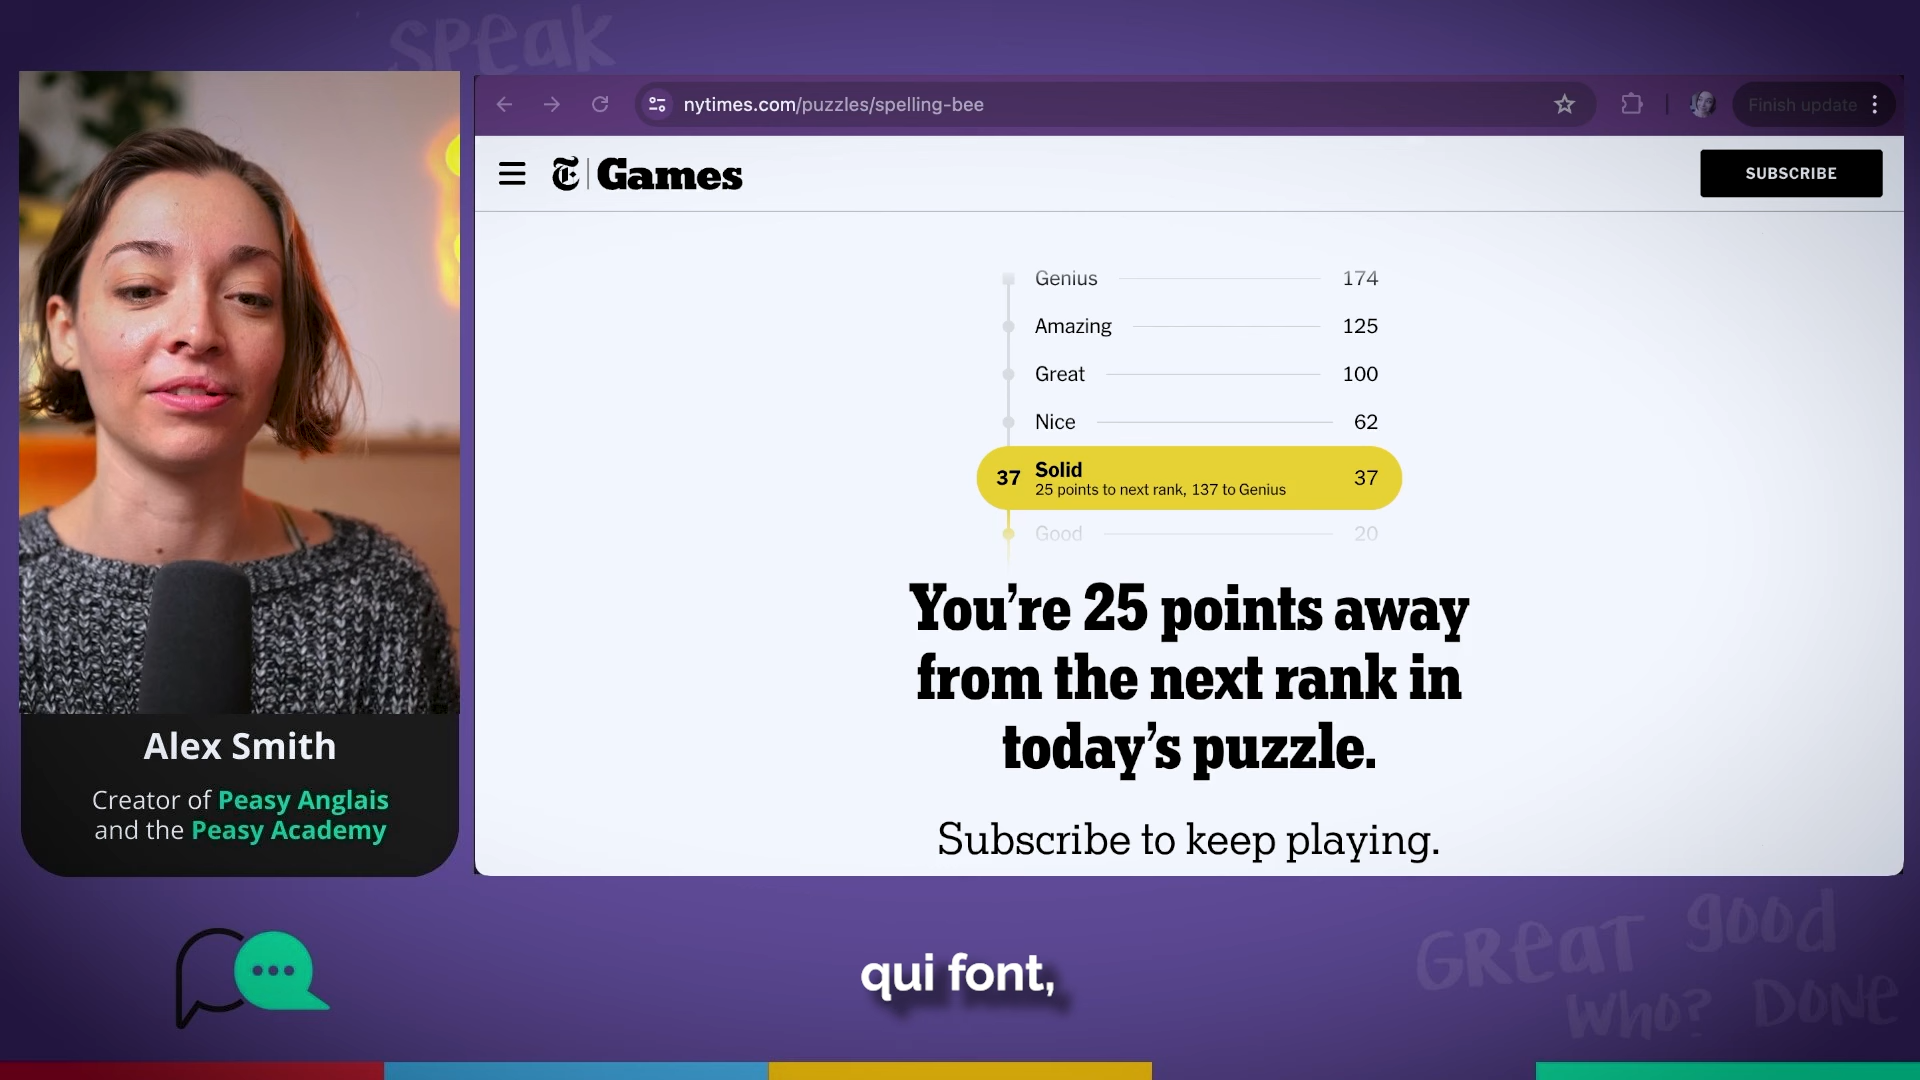 SPEAK
nytimes.com/puzzles/spelling-bee
Finish update
Games
SUBSCRIBE
Genius 174
Amazing 125
Great 100
Nice 62
37 Solid 37
25 points to next rank, 137 to Genius
Good 20
You're 25 points away
from the next rank in
today's puzzle.
Subscribe to keep playing.
Alex Smith
Creator of Peasy Anglais
and the Peasy Academy
qui font,
GREAT good
WHO? DONE